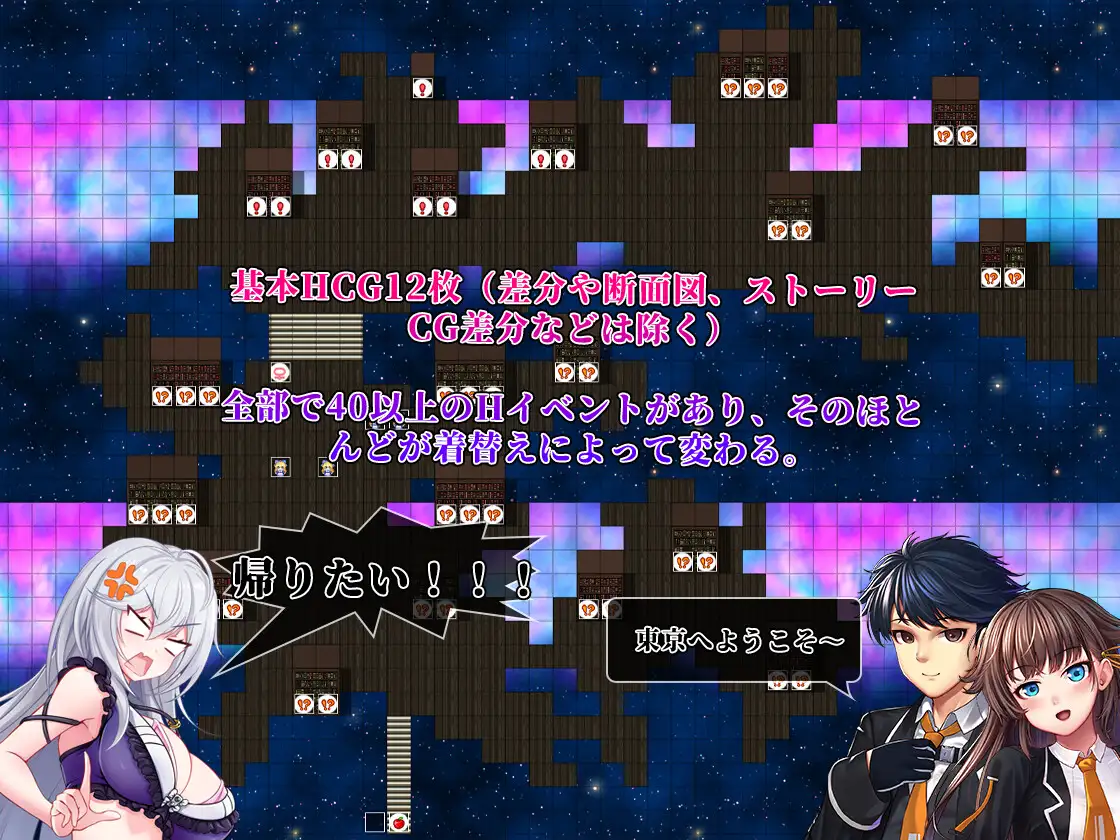 基本HCG12枚（差分や断面図、ストーリー
CG差分などは除く）
全部で40以上のHイベントがあり、そのほと
んどが着替えによって変わる。
帰りたい！！！
東京へようこそ～